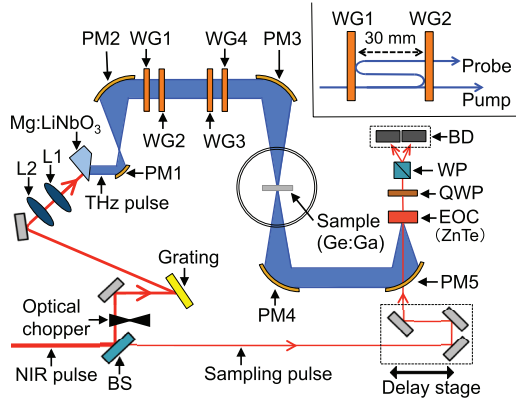 WG1 WG2
30 mm
Probe
Pump
PM2 WG1 WG4 PM3
WG2 WG3
Mg:LiNbO3
L2 L1
PM1
THz pulse
BD
WP
QWP
EOC
(ZnTe)
Sample
(Ge:Ga)
Grating
PM4
PM5
Optical
chopper
NIR pulse
BS
Sampling pulse
Delay stage